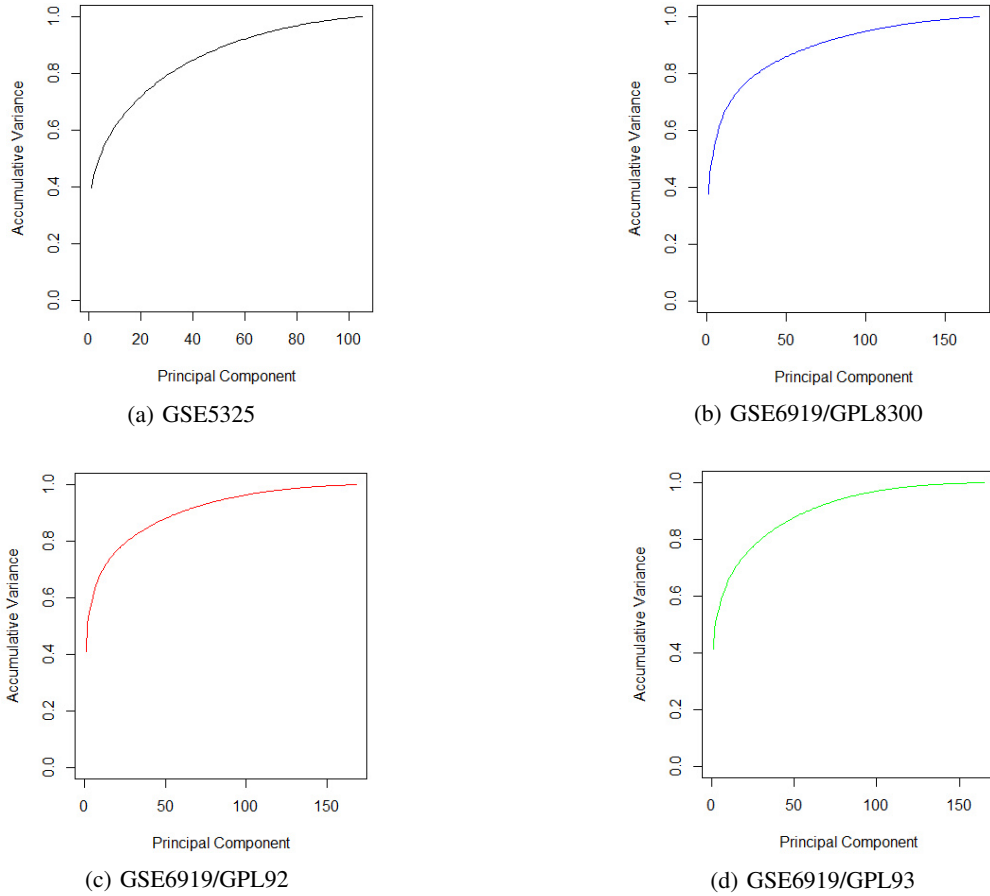 Accumulative Variance
1.0
0.8
0.6
0.4
0.2
0.0
0 20 40 60 80 100
Principal Component
(a) GSE5325
Accumulative Variance
1.0
0.8
0.6
0.4
0.2
0.0
0 50 100 150
Principal Component
(b) GSE6919/GPL8300
Accumulative Variance
1.0
0.8
0.6
0.4
0.2
0.0
0 50 100 150
Principal Component
(c) GSE6919/GPL92
Accumulative Variance
1.0
0.8
0.6
0.4
0.2
0.0
0 50 100 150
Principal Component
(d) GSE6919/GPL93